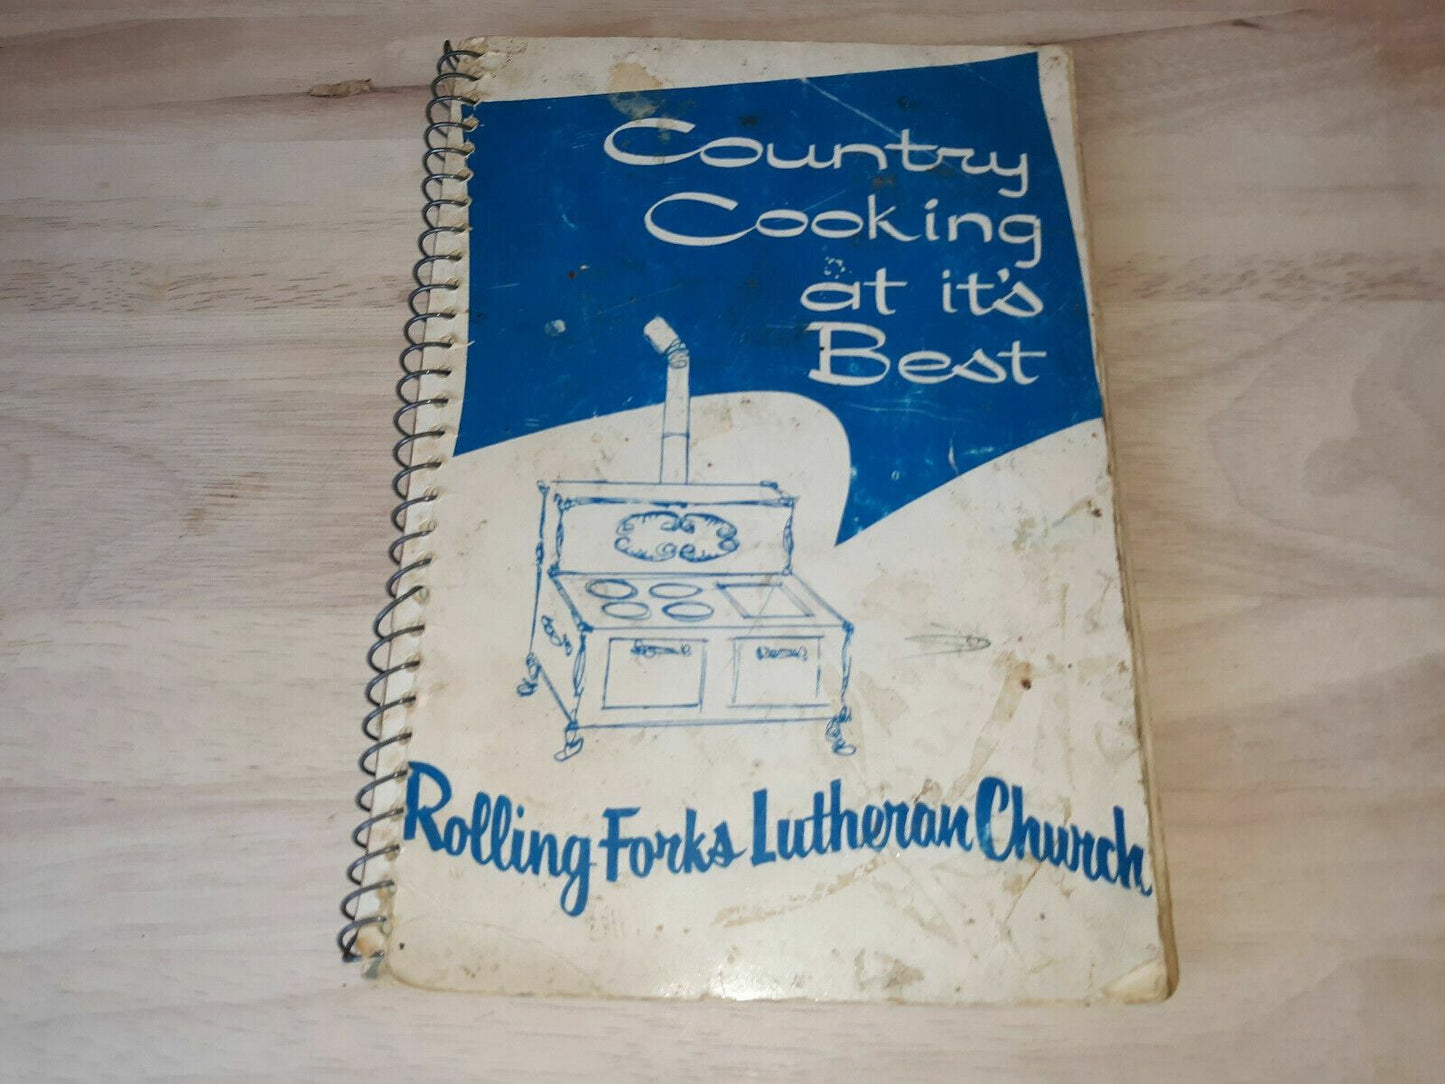 Country
Cooking
at it's
Best
Rolling Forks Lutheran Church